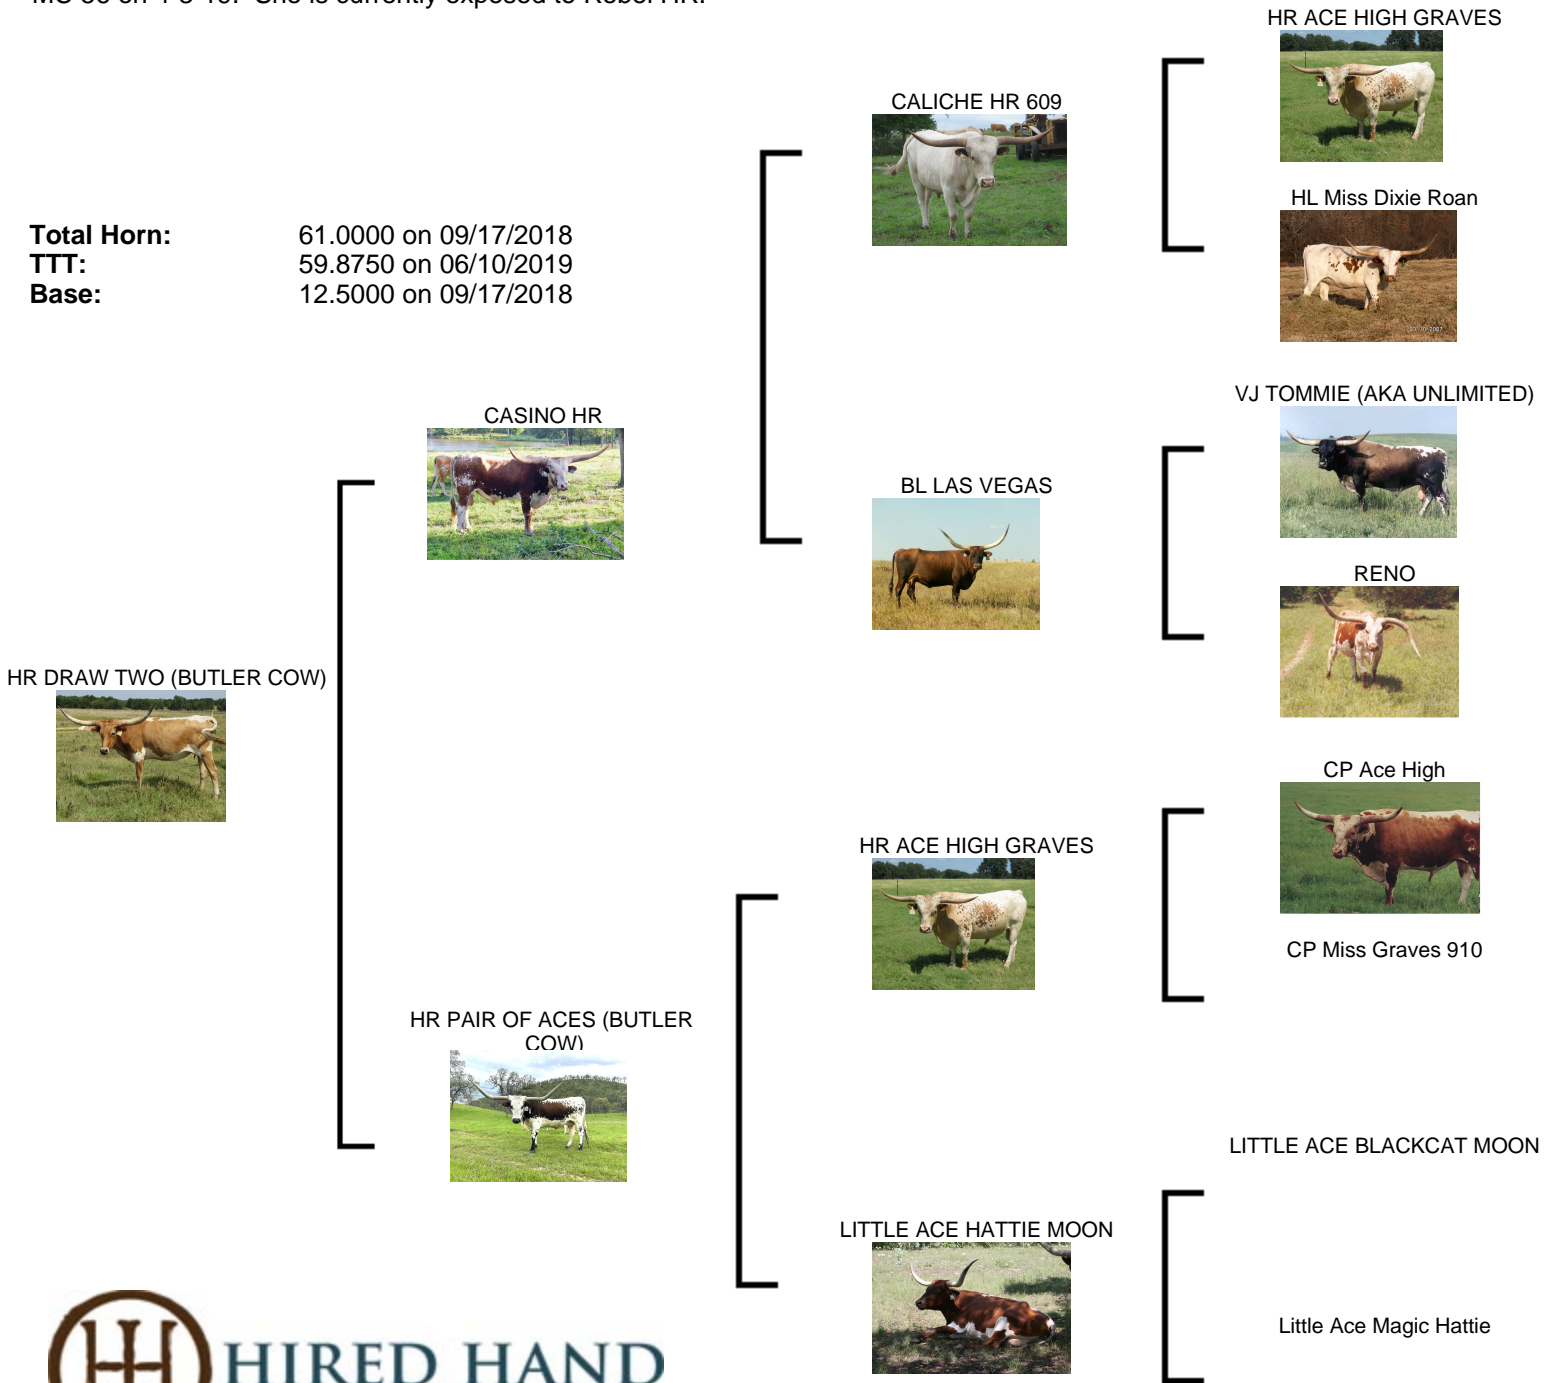 HR ACE HIGH GRAVES
CALICHE HR 609
HL Miss Dixie Roan
Total Horn: 61.0000 on 09/17/2018
TTT: 59.8750 on 06/10/2019
Base: 12.5000 on 09/17/2018
VJ TOMMIE (AKA UNLIMITED)
CASINO HR
BL LAS VEGAS
RENO
HR DRAW TWO (BUTLER COW)
CP Ace High
HR ACE HIGH GRAVES
CP Miss Graves 910
HR PAIR OF ACES (BUTLER
COW)
LITTLE ACE BLACKCAT MOON
LITTLE ACE HATTIE MOON
Little Ace Magic Hattie
HIRED HAND